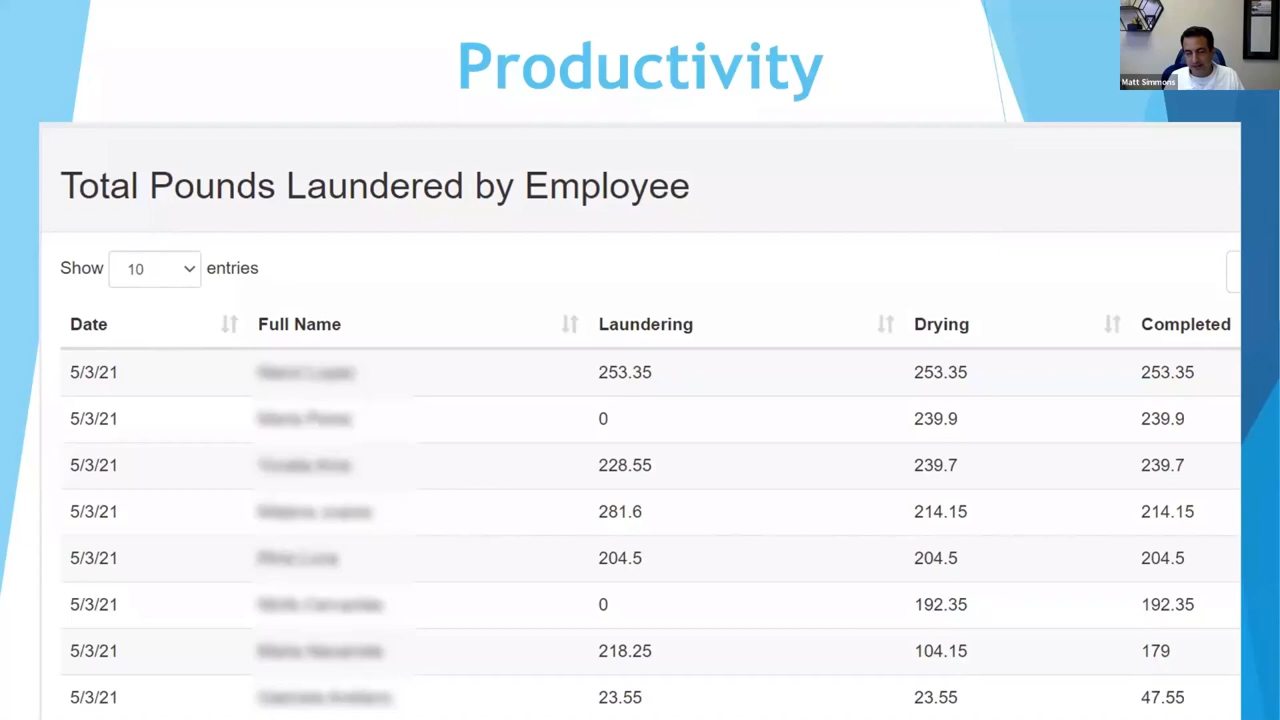 Productivity
Matt Simmons
Total Pounds Laundered by Employee
Show 10 entries
Date Full Name Laundering Drying Completed
5/3/21 253.35 253.35 253.35
5/3/21 0 239.9 239.9
5/3/21 228.55 239.7 239.7
5/3/21 281.6 214.15 214.15
5/3/21 204.5 204.5 204.5
5/3/21 0 192.35 192.35
5/3/21 218.25 104.15 179
5/3/21 23.55 23.55 47.55